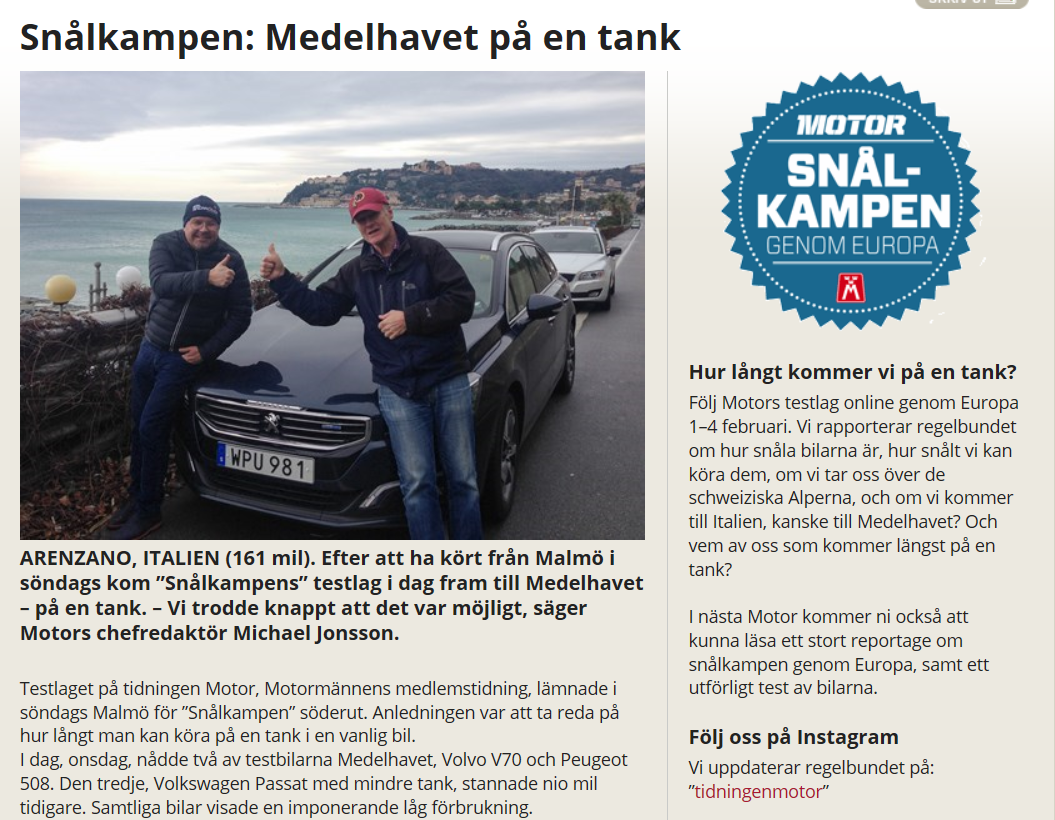 SKRIV UT
Snålkampen: Medelhavet på en tank
WPU 981
ARENZANO, ITALIEN (161 mil). Efter att ha kört från Malmö i
söndags kom ”Snålkampens” testlag i dag fram till Medelhavet
– på en tank. – Vi trodde knappt att det var möjligt, säger
Motors chefredaktör Michael Jonsson.
Testlaget på tidningen Motor, Motormännens medlemstidning, lämnade i
söndags Malmö för ”Snålkampen” söderut. Anledningen var att ta reda på
hur långt man kan köra på en tank i en vanlig bil.
I dag, onsdag, nådde två av testbilarna Medelhavet, Volvo V70 och Peugeot
508. Den tredje, Volkswagen Passat med mindre tank, stannade nio mil
tidigare. Samtliga bilar visade en imponerande låg förbrukning.
MOTOR
SNÅL-
KAMPEN
GENOM EUROPA
M
Hur långt kommer vi på en tank?
Följ Motors testlag online genom Europa
1–4 februari. Vi rapporterar regelbundet
om hur snåla bilarna är, hur snålt vi kan
köra dem, om vi tar oss över de
schweiziska Alperna, och om vi kommer
till Italien, kanske till Medelhavet? Och
vem av oss som kommer längst på en
tank?
I nästa Motor kommer ni också att
kunna läsa ett stort reportage om
snålkampen genom Europa, samt ett
utförligt test av bilarna.
Följ oss på Instagram
Vi uppdaterar regelbundet på:
”tidningenmotor”